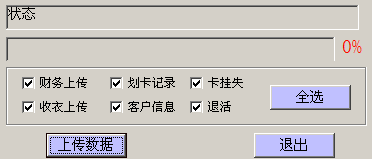 状态
0%
财务上传 划卡记录 卡挂失
全选
收衣上传 客户信息 退活
上传数据 退出